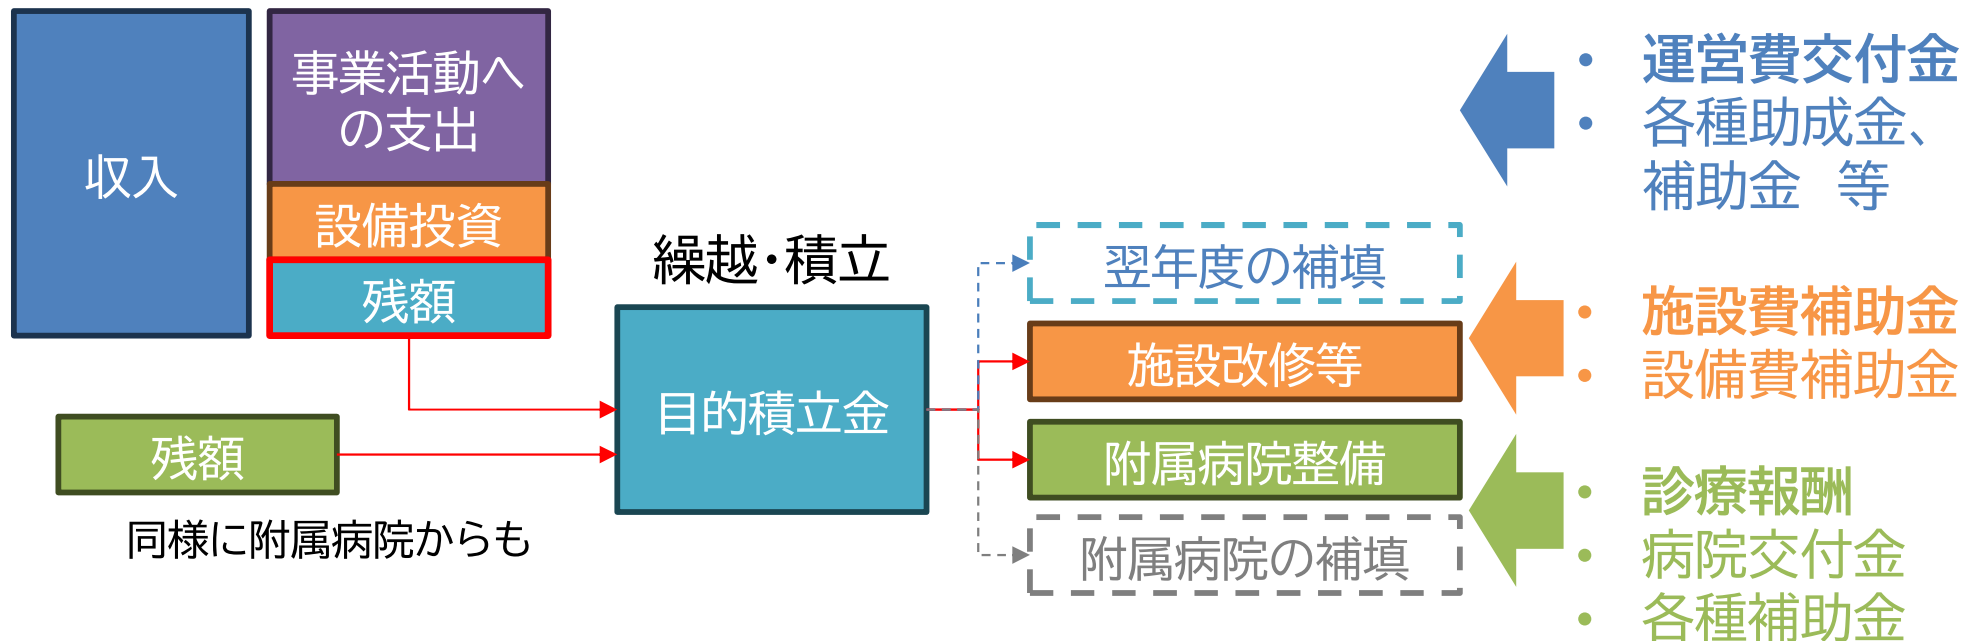 収入
事業活動へ
の支出
設備投資
残額
残額
同様に附属病院からも
繰越･積立
目的積立金
翌年度の補填
施設改修等
附属病院整備
附属病院の補填
• 運営費交付金
• 各種助成金、
補助金 等
• 施設費補助金
• 設備費補助金
• 診療報酬
• 病院交付金
• 各種補助金